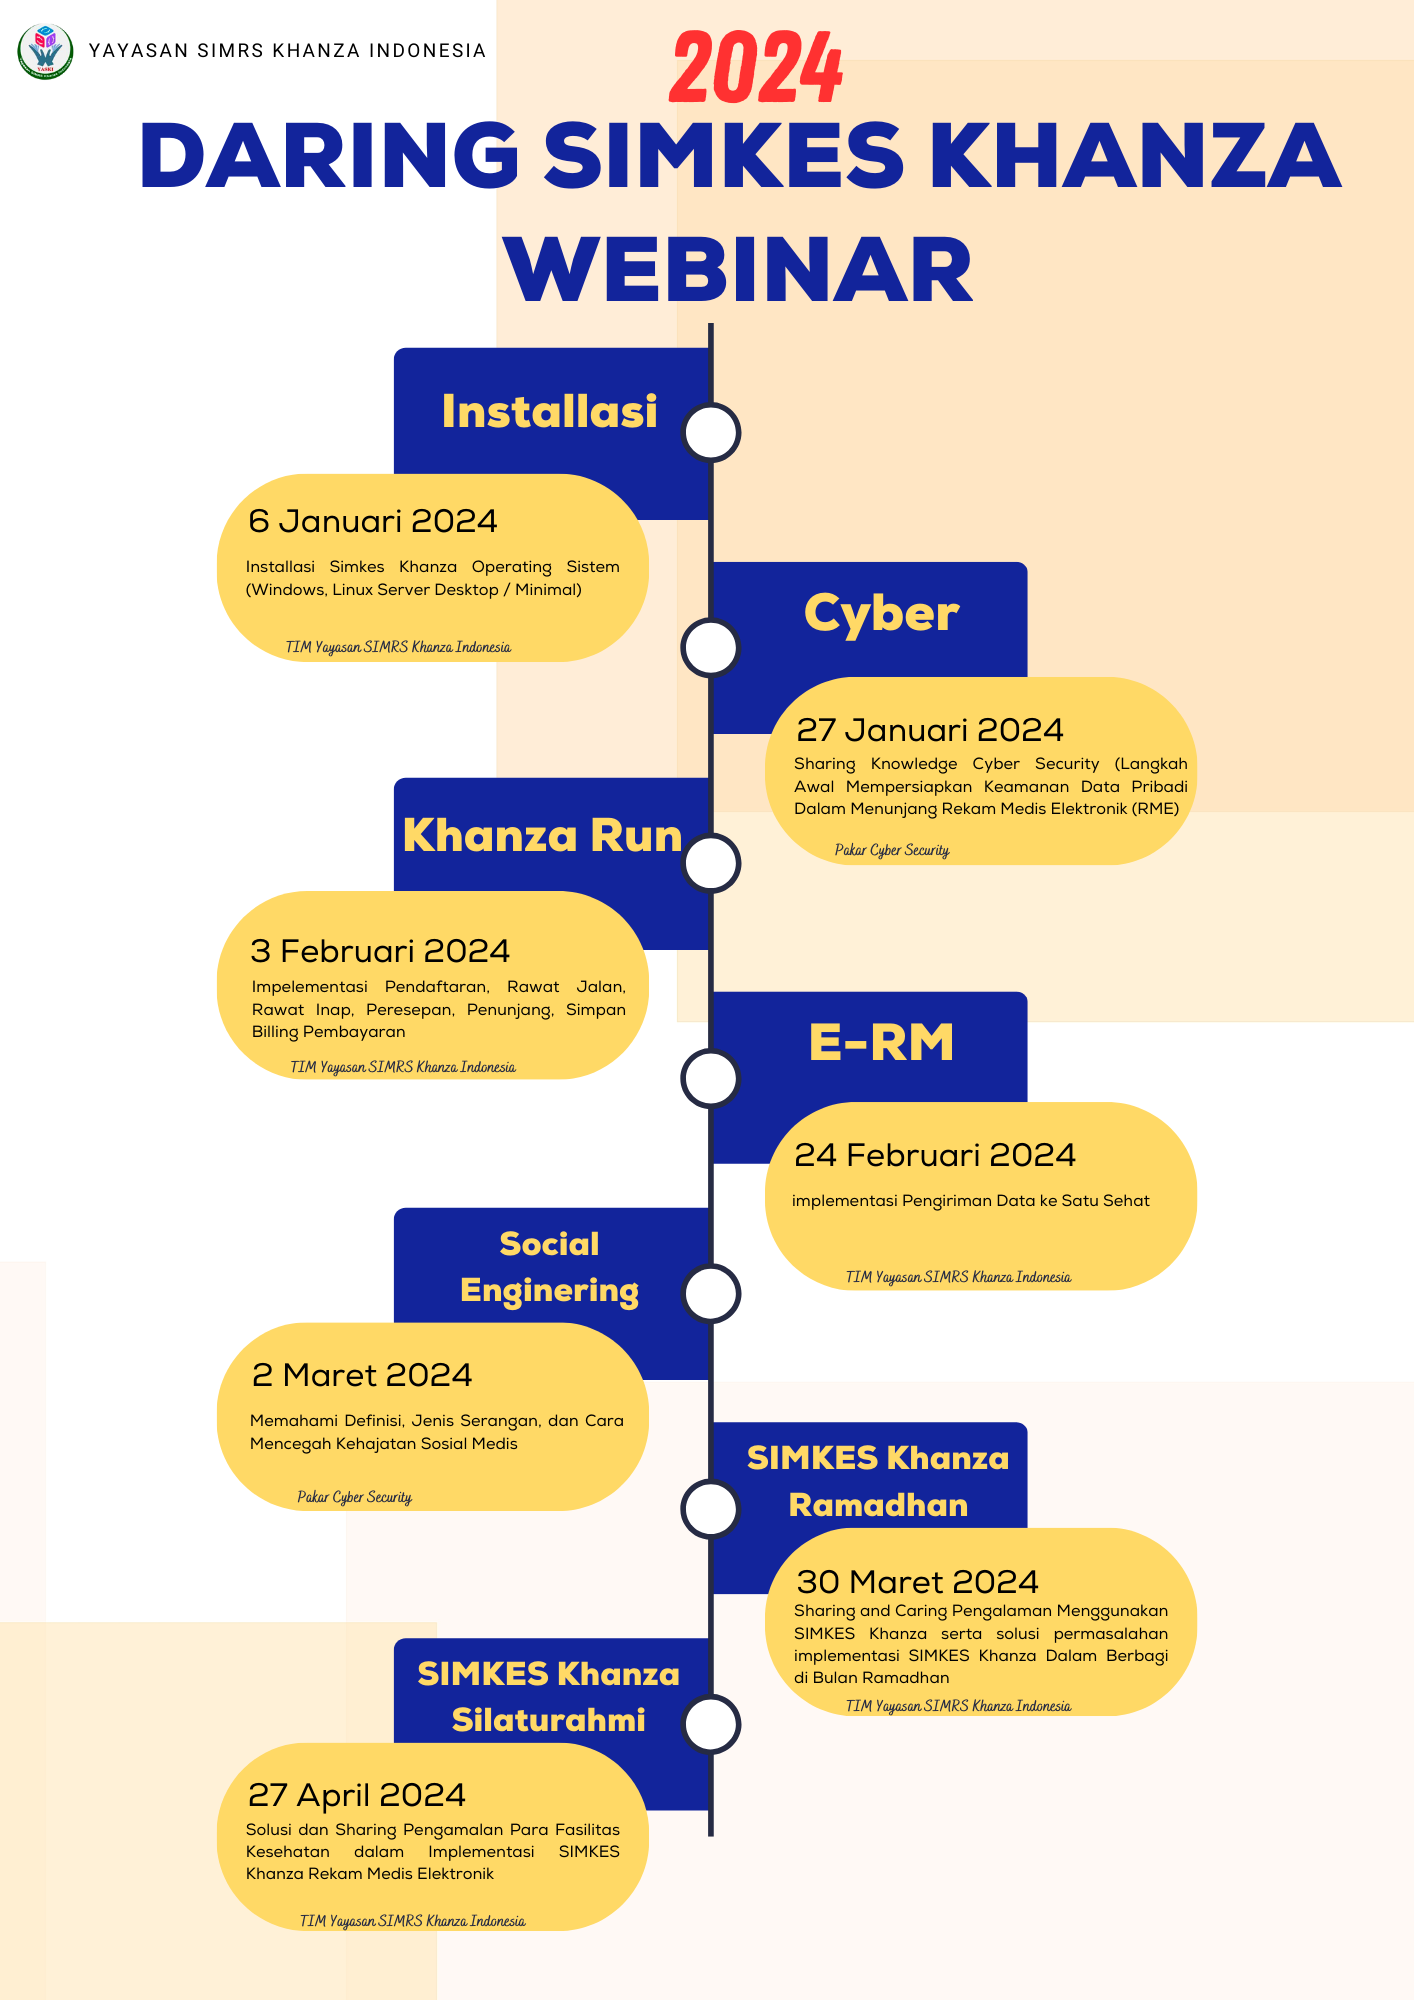 YAYASAN SIMRS KHANZA INDONESIA
2024
DARING SIMKES KHANZA
WEBINAR
Installasi
6 Januari 2024
Installasi Simkes Khanza Operating Sistem
(Windows, Linux Server Desktop / Minimal)
TIM Yayasan SIMRS Khanza Indonesia
Cyber
27 Januari 2024
Sharing Knowledge Cyber Security (Langkah
Awal Mempersiapkan Keamanan Data Pribadi
Dalam Menunjang Rekam Medis Elektronik (RME)
Pakar Cyber Security
Khanza Run
3 Februari 2024
Impelementasi Pendaftaran, Rawat Jalan,
Rawat Inap, Peresepan, Penunjang, Simpan
Billing Pembayaran
TIM Yayasan SIMRS Khanza Indonesia
E-RM
24 Februari 2024
implementasi Pengiriman Data ke Satu Sehat
TIM Yayasan SIMRS Khanza Indonesia
Social
Enginering
2 Maret 2024
Memahami Definisi, Jenis Serangan, dan Cara
Mencegah Kehajatan Sosial Medis
Pakar Cyber Security
SIMKES Khanza
Ramadhan
30 Maret 2024
Sharing and Caring Pengalaman Menggunakan
SIMKES Khanza serta solusi permasalahan
implementasi SIMKES Khanza Dalam Berbagi
di Bulan Ramadhan
TIM Yayasan SIMRS Khanza Indonesia
SIMKES Khanza
Silaturahmi
27 April 2024
Solusi dan Sharing Pengamalan Para Fasilitas
Kesehatan dalam Implementasi SIMKES
Khanza Rekam Medis Elektronik
TIM Yayasan SIMRS Khanza Indonesia